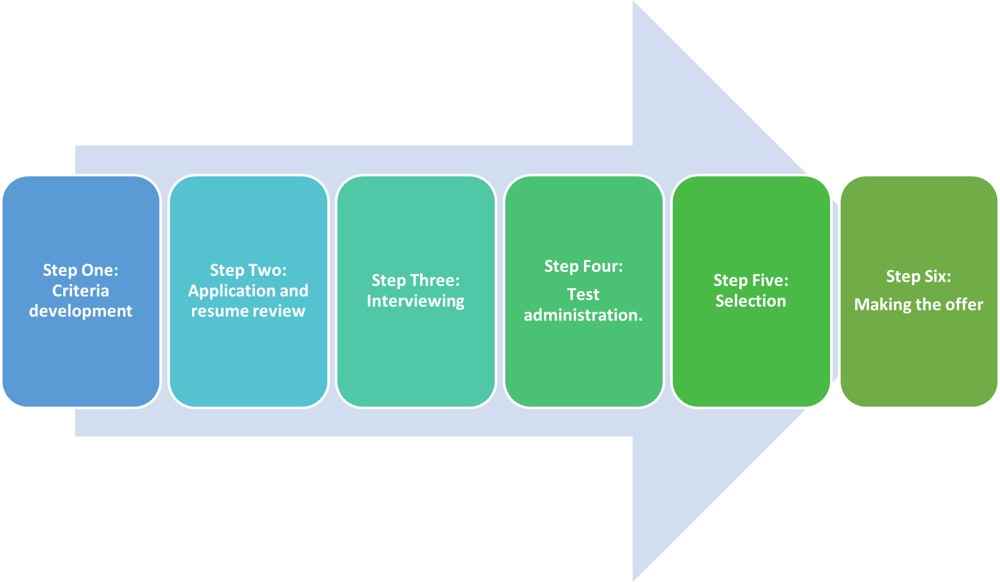 Step One:
Criteria
development
Step Two:
Application and
resume review
Step Three:
Interviewing
Step Four:
Test
administration.
Step Five:
Selection
Step Six:
Making the offer